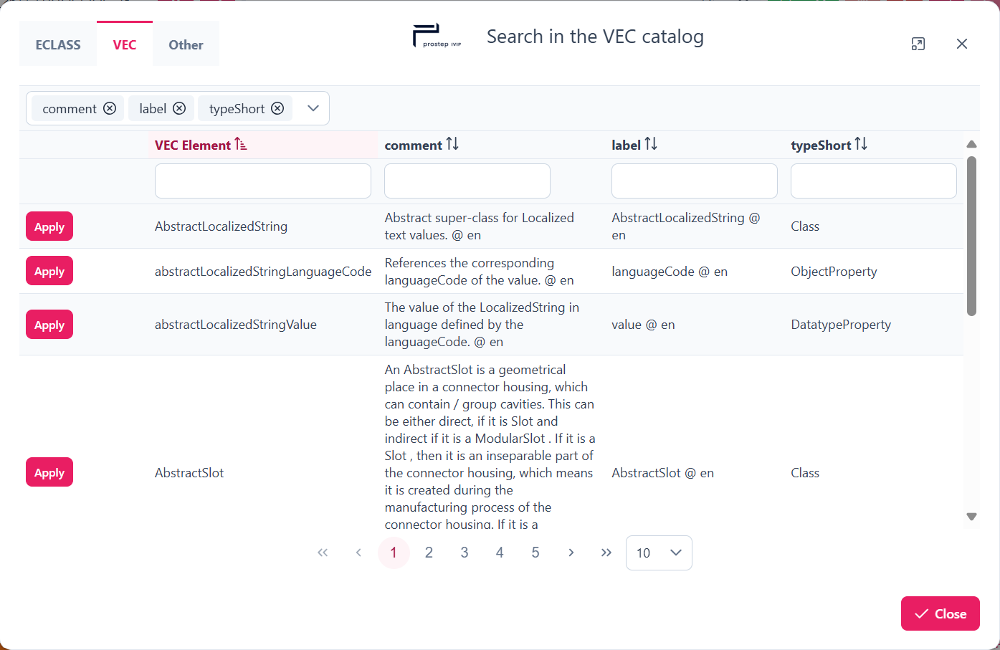 ECLASS VEC Other
prostep IVIP
Search in the VEC catalog
comment label typeShort
VEC Element comment label typeShort
Apply
AbstractLocalizedString
Abstract super-class for Localized
text values. @ en
AbstractLocalizedString @
en
Class
Apply
abstractLocalizedStringLanguageCode
References the corresponding
languageCode of the value. @ en
languageCode @ en
ObjectProperty
Apply
abstractLocalizedStringValue
The value of the LocalizedString in
language defined by the
languageCode. @ en
value @ en
DatatypeProperty
Apply
AbstractSlot
An AbstractSlot is a geometrical
place in a connector housing, which
can contain / group cavities. This can
be either direct, if it is Slot and
indirect if it is a ModularSlot . If it is a
Slot , then it is an inseparable part of
the connector housing, which means
it is created during the
manufacturing process of the
connector housing. If it is a
AbstractSlot @ en
Class
« ‹ 1 2 3 4 5 › » 10
Close